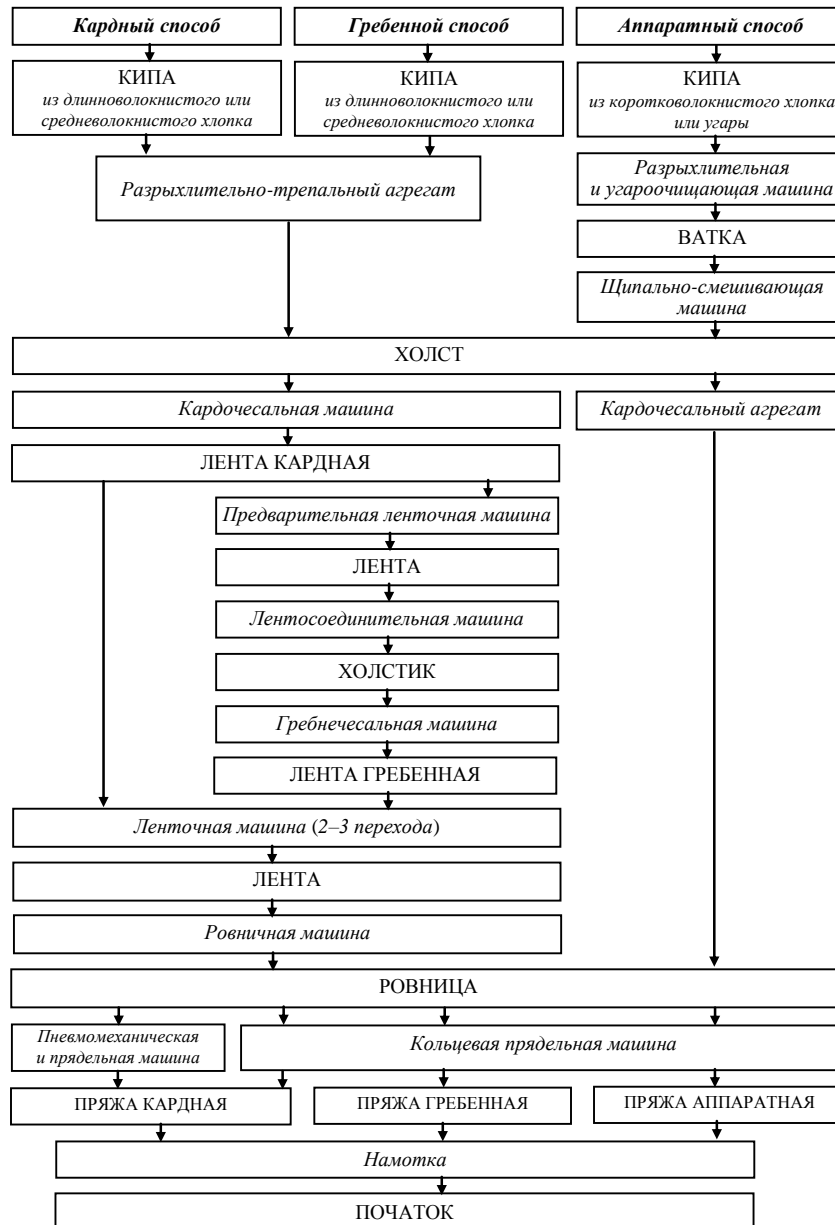 Кардный способ
Гребенной способ
Аппаратный способ
КИПА
из длинноволокнистого или
средневолокнистого хлопка
КИПА
из длинноволокнистого или
средневолокнистого хлопка
КИПА
из коротковолокнистого хлопка
или угары
Разрыхлительно-трепальный агрегат
Разрыхлительная
и угароочищающая машина
ВАТКА
Щипально-смешивающая
машина
ХОЛСТ
Кардочесальная машина
Кардочесальный агрегат
ЛЕНТА КАРДНАЯ
Предварительная ленточная машина
ЛЕНТА
Лентосоединительная машина
ХОЛСТИК
Гребнечесальная машина
ЛЕНТА ГРЕБЕННАЯ
Ленточная машина (2–3 перехода)
ЛЕНТА
Ровничная машина
РОВНИЦА
Пневмомеханическая
и прядельная машина
Кольцевая прядельная машина
ПРЯЖА КАРДНАЯ
ПРЯЖА ГРЕБЕННАЯ
ПРЯЖА АППАРАТНАЯ
Намотка
ПОЧАТОК